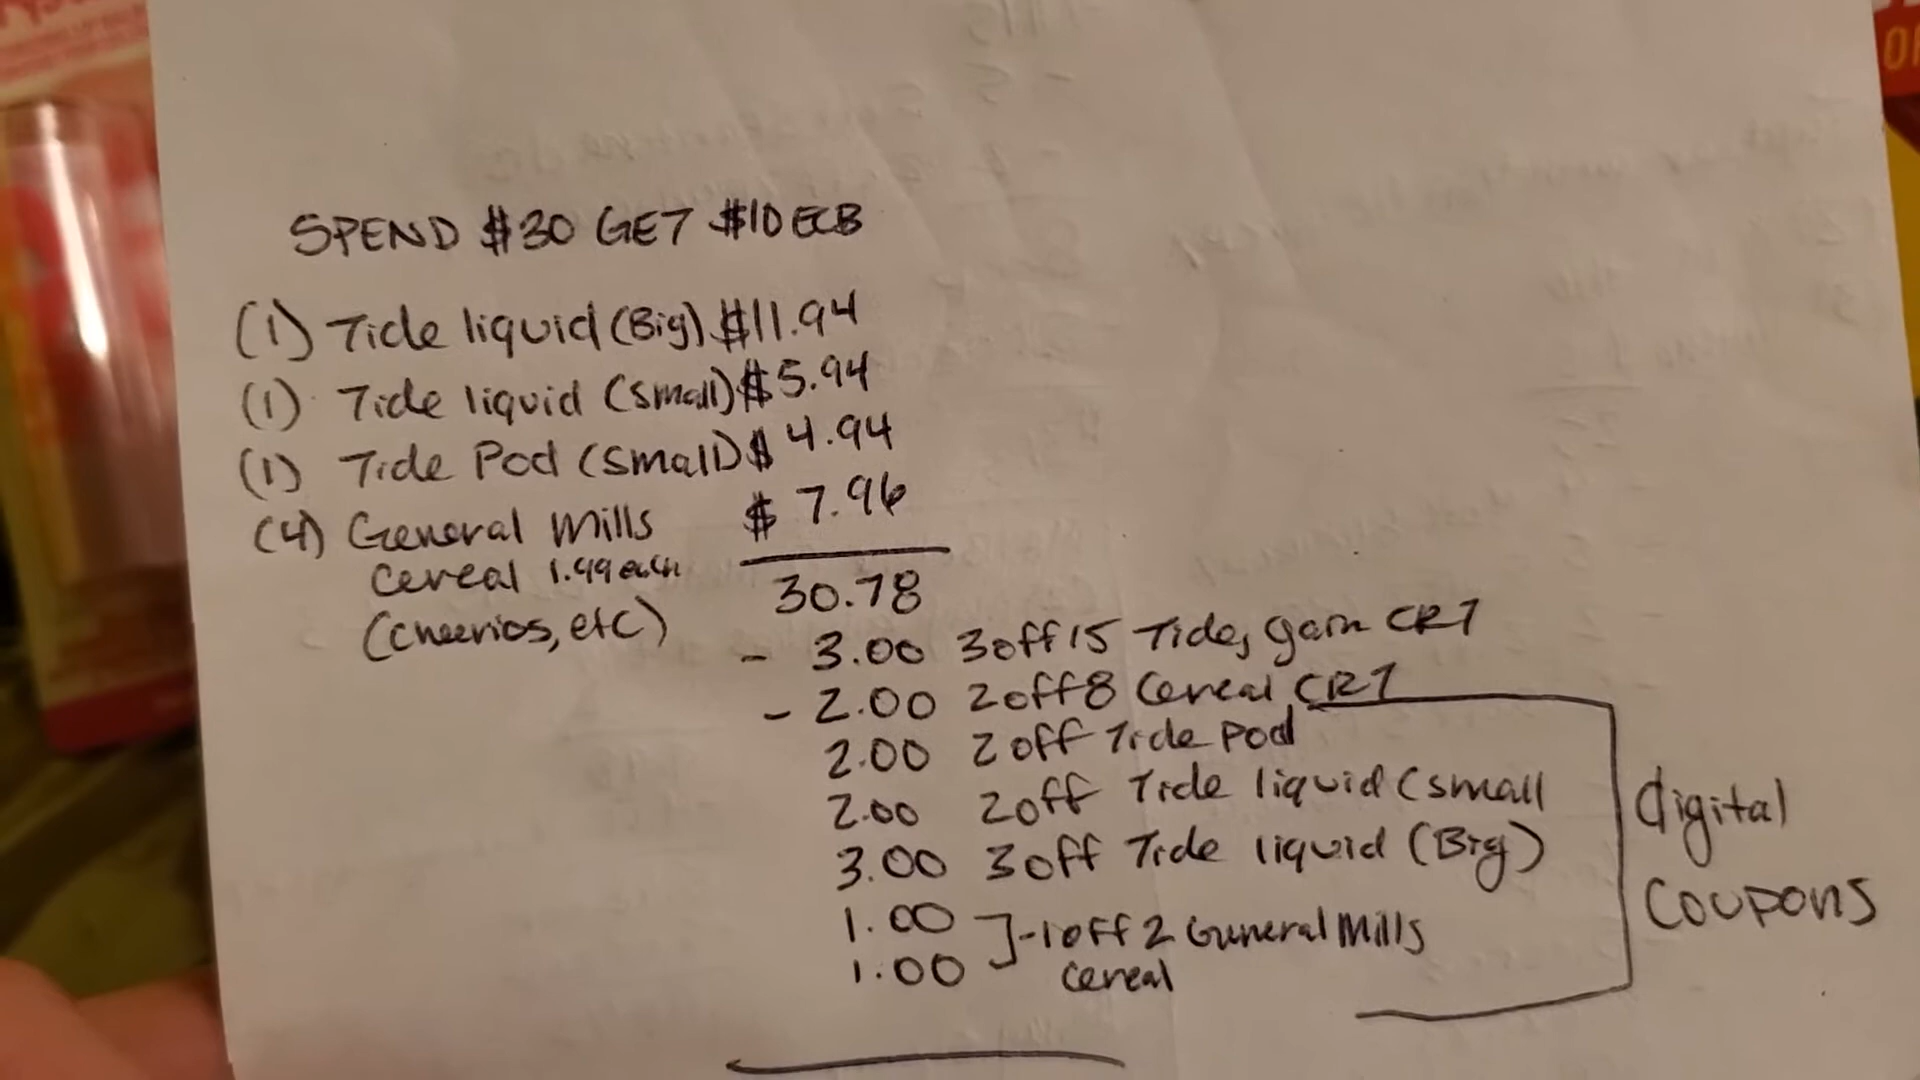 SPEND $30 GET $10 ECB
(1) Tide liquid (Big) $11.94
(1) Tide liquid (small) $5.94
(1) Tide Pod (small) $4.94
(4) General Mills $7.96
cereal 1.99 each
(cheerios, etc)
30.78
- 3.00 3off15 Tide, gain CRT
- 2.00 2off8 Cereal CRT
2.00 2off Tide pod
2.00 2off Tide liquid (small
3.00 3off Tide liquid (Big)
1.00 ]-1off2 General Mills
1.00 cereal
digital
coupons